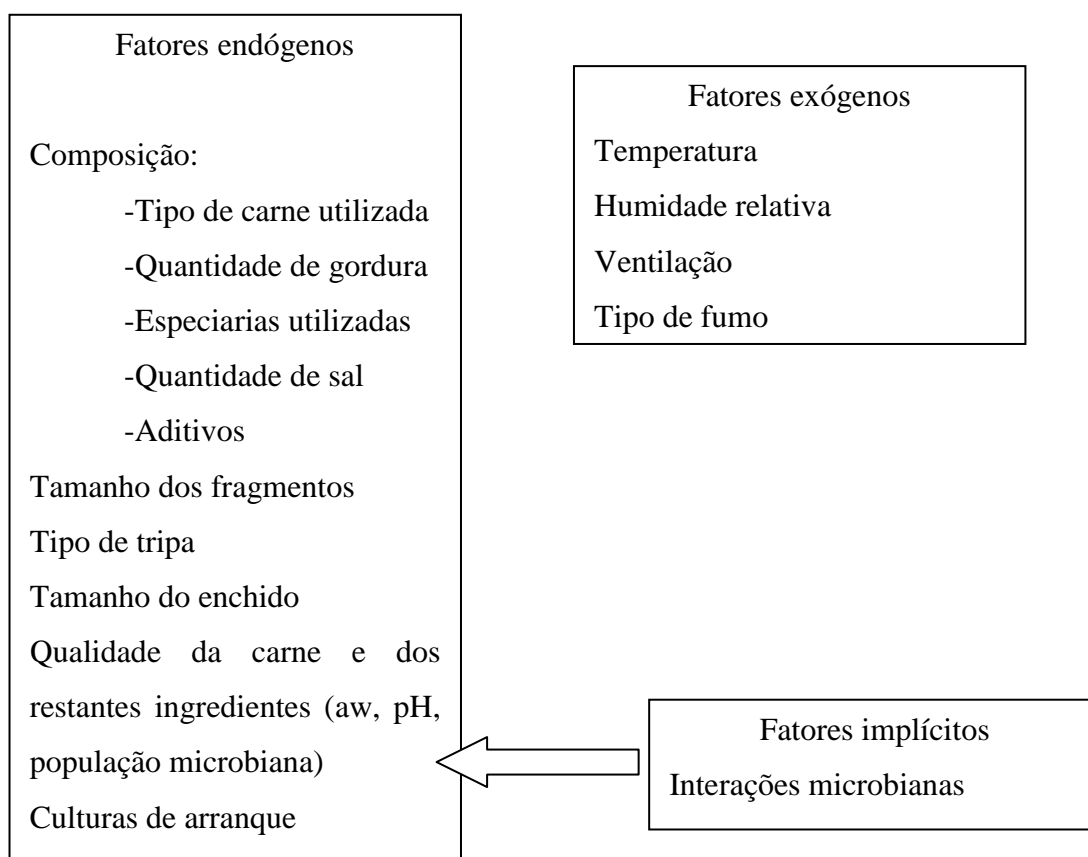 Fatores endógenos
Composição:
-Tipo de carne utilizada
-Quantidade de gordura
-Especiarias utilizadas
-Quantidade de sal
-Aditivos
Tamanho dos fragmentos
Tipo de tripa
Tamanho do enchido
Qualidade da carne e dos
restantes ingredientes (aw, pH,
população microbiana)
Culturas de arranque
Fatores exógenos
Temperatura
Humidade relativa
Ventilação
Tipo de fumo
Fatores implícitos
Interações microbianas